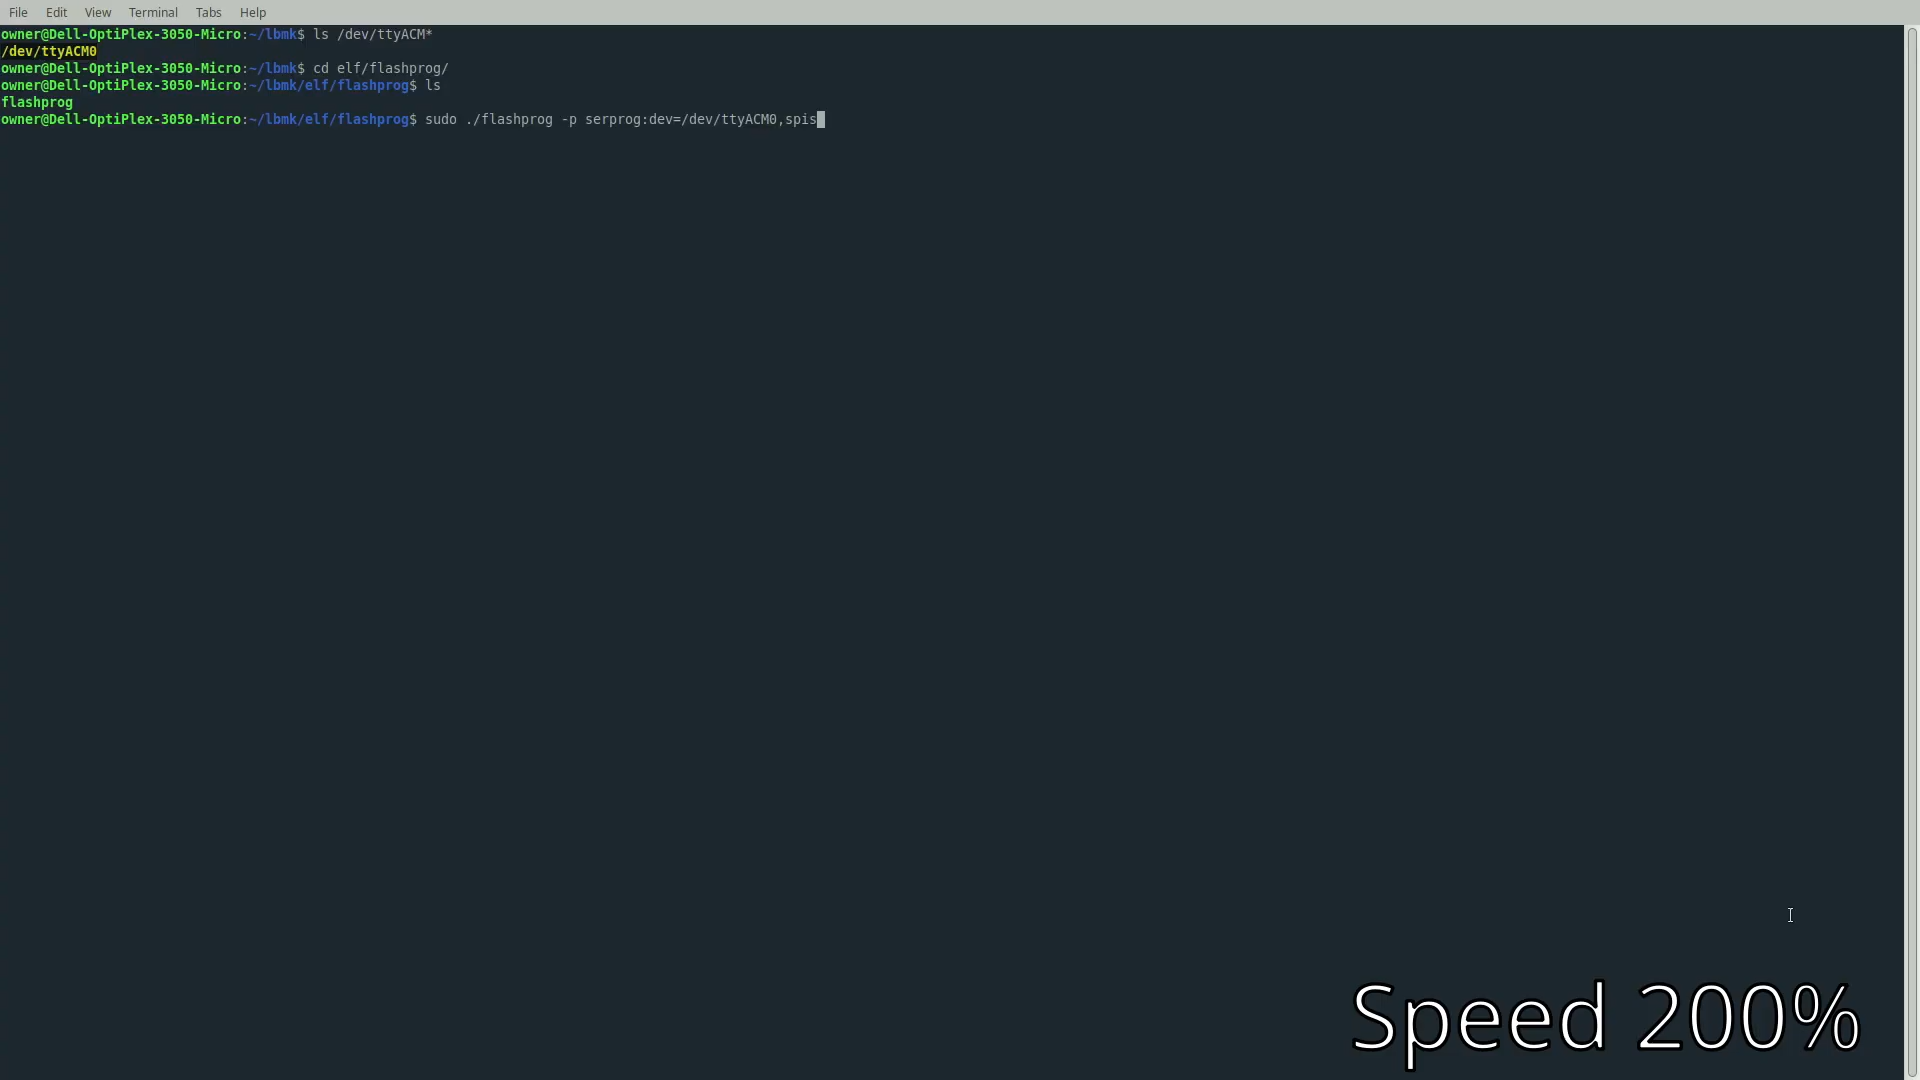 File Edit View Terminal Tabs Help
owner@Dell-OptiPlex-3050-Micro:~/lbmk$ ls /dev/ttyACM*
/dev/ttyACM0
owner@Dell-OptiPlex-3050-Micro:~/lbmk$ cd elf/flashprog/
owner@Dell-OptiPlex-3050-Micro:~/lbmk/elf/flashprog$ ls
flashprog
owner@Dell-OptiPlex-3050-Micro:~/lbmk/elf/flashprog$ sudo ./flashprog -p serprog:dev=/dev/ttyACM0,spis
Speed 200%